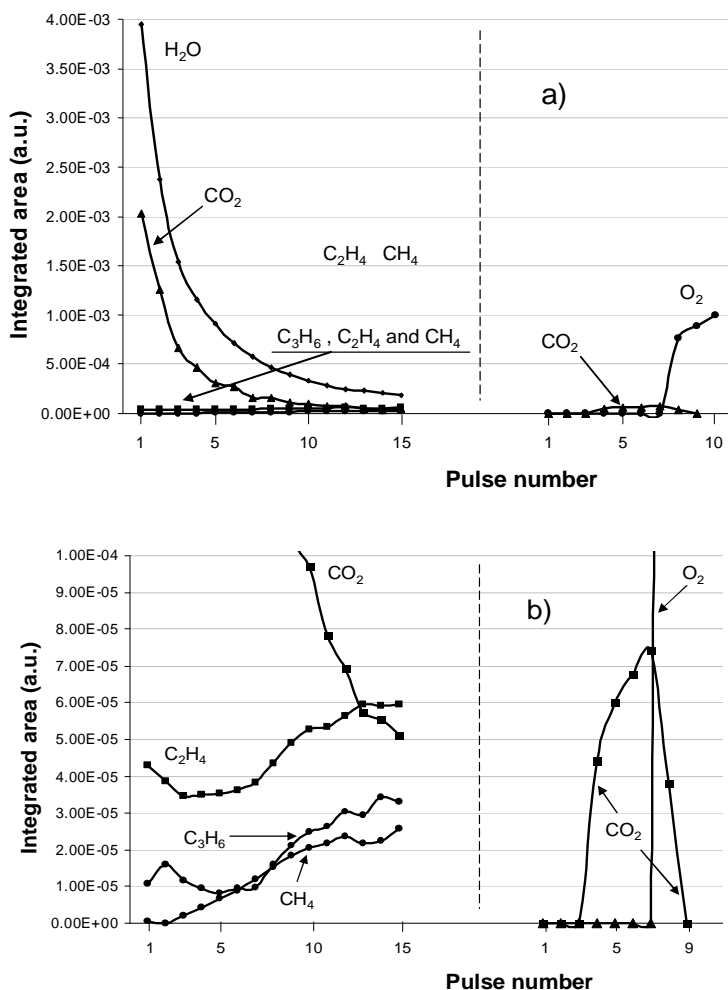 4.00E-03
3.50E-03
3.00E-03
2.50E-03
2.00E-03
1.50E-03
1.00E-03
5.00E-04
0.00E+00
Integrated area (a.u.)
H₂O
CO₂
C₂H₄ CH₄
C₃H₆ , C₂H₄ and CH₄
a)
O₂
CO₂
1 5 10 15 1 5 10
Pulse number
1.00E-04
9.00E-05
8.00E-05
7.00E-05
6.00E-05
5.00E-05
4.00E-05
3.00E-05
2.00E-05
1.00E-05
0.00E+00
Integrated area (a.u.)
CO₂
C₂H₄
C₃H₆
CH₄
b)
O₂
CO₂
1 5 10 15 1 5 9
Pulse number